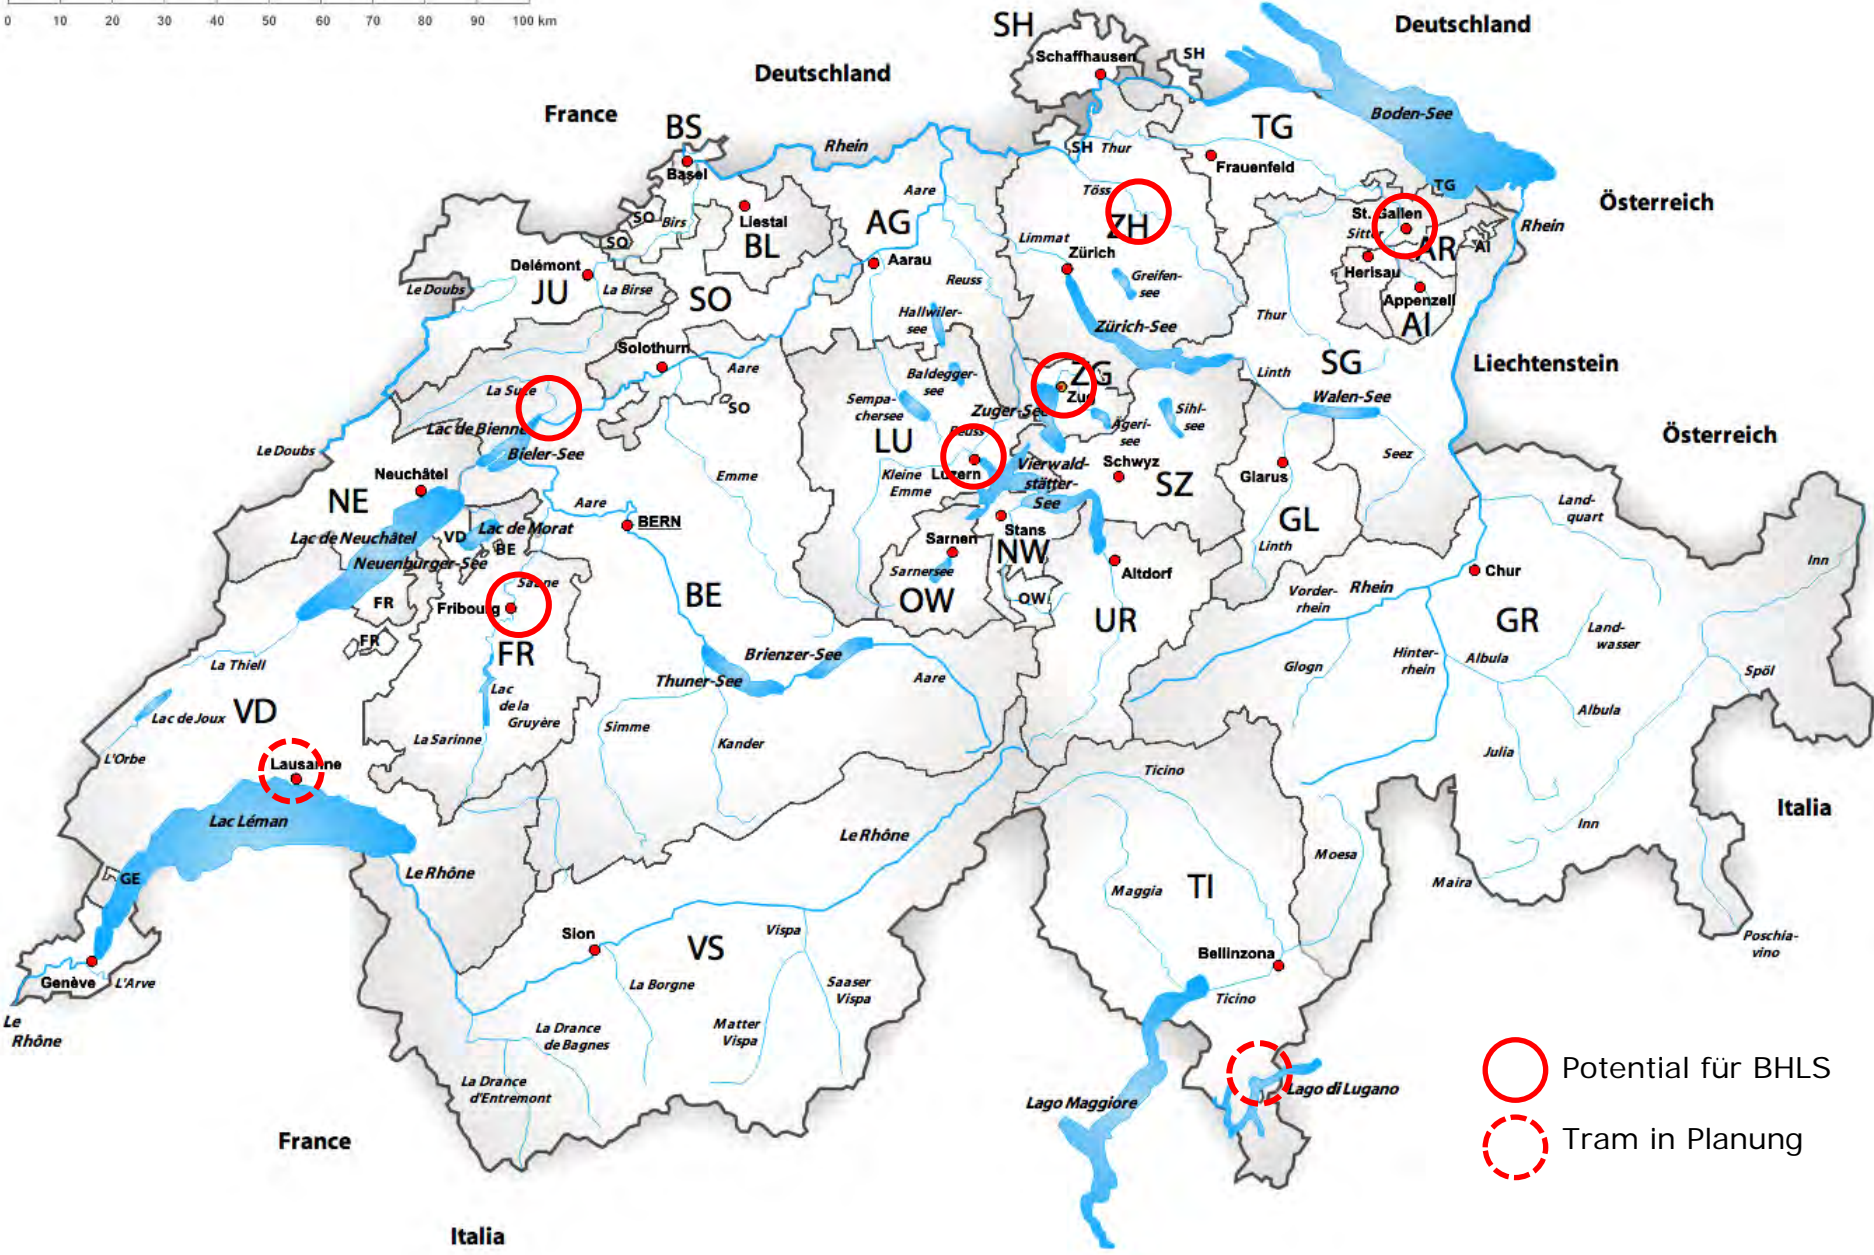 0 10 20 30 40 50 60 70 80 90 100 km
SH
Deutschland
Schaffhausen
SH
Deutschland
France
BS
Rhein
Boden-See
TG
SH
Thur
Basel
Frauenfeld
TG
Österreich
Aare
Töss
SO
Birs
Liestal
AG
ZH
St. Gallen
Sitter
AR
AI
Rhein
SO
BL
Limmat
Zürich
Aarau
Herisau
Delémont
Le Doubs
JU
La Birse
SO
Reuss
Greifen-
see
Appenzell
AI
Hallwiler-
see
Zürich-See
Thur
Solothurn
Aare
SG
Liechtenstein
La Suze
Baldegger-
see
ZG
Zug
Linth
Walen-See
SO
Sempa-
chersee
Zuger-See
Ägeri-
see
Sihl-
see
Lac de Bienne
Bieler-See
LU
Reuss
Österreich
Le Doubs
Neuchâtel
Emme
Kleine
Emme
Luzern
Vierwald-
stätter-
See
Schwyz
SZ
Glarus
Seez
NE
Aare
BERN
Land-
quart
Lac de Neuchâtel
VD
Lac de Morat
BE
Stans
GL
Neuenburger-See
Sarnen
NW
Linth
Inn
Sarnersee
Altdorf
Chur
FR
Fribourg
Saane
BE
OW
OW
Vorder-
rhein
Rhein
FR
FR
UR
GR
Land-
wasser
La Thiell
Brienzer-See
Glogn
Hinter-
rhein
Albula
Spöl
Thuner-See
Aare
Lac
de la
Gruyère
Lac de Joux
VD
Simme
Kander
Albula
L'Orbe
La Sarinne
Julia
Lausanne
Ticino
Italia
Lac Léman
Le Rhône
Inn
GE
Le Rhône
Moesa
Maggia
TI
Maira
Sion
VS
Vispa
Bellinzona
Poschia-
vino
Genève
L'Arve
La Borgne
Saaser
Vispa
Ticino
Le
Rhône
La Drance
de Bagnes
Matter
Vispa
Potential für BHLS
La Drance
d'Entremont
Lago Maggiore
Lago di Lugano
France
Tram in Planung
Italia